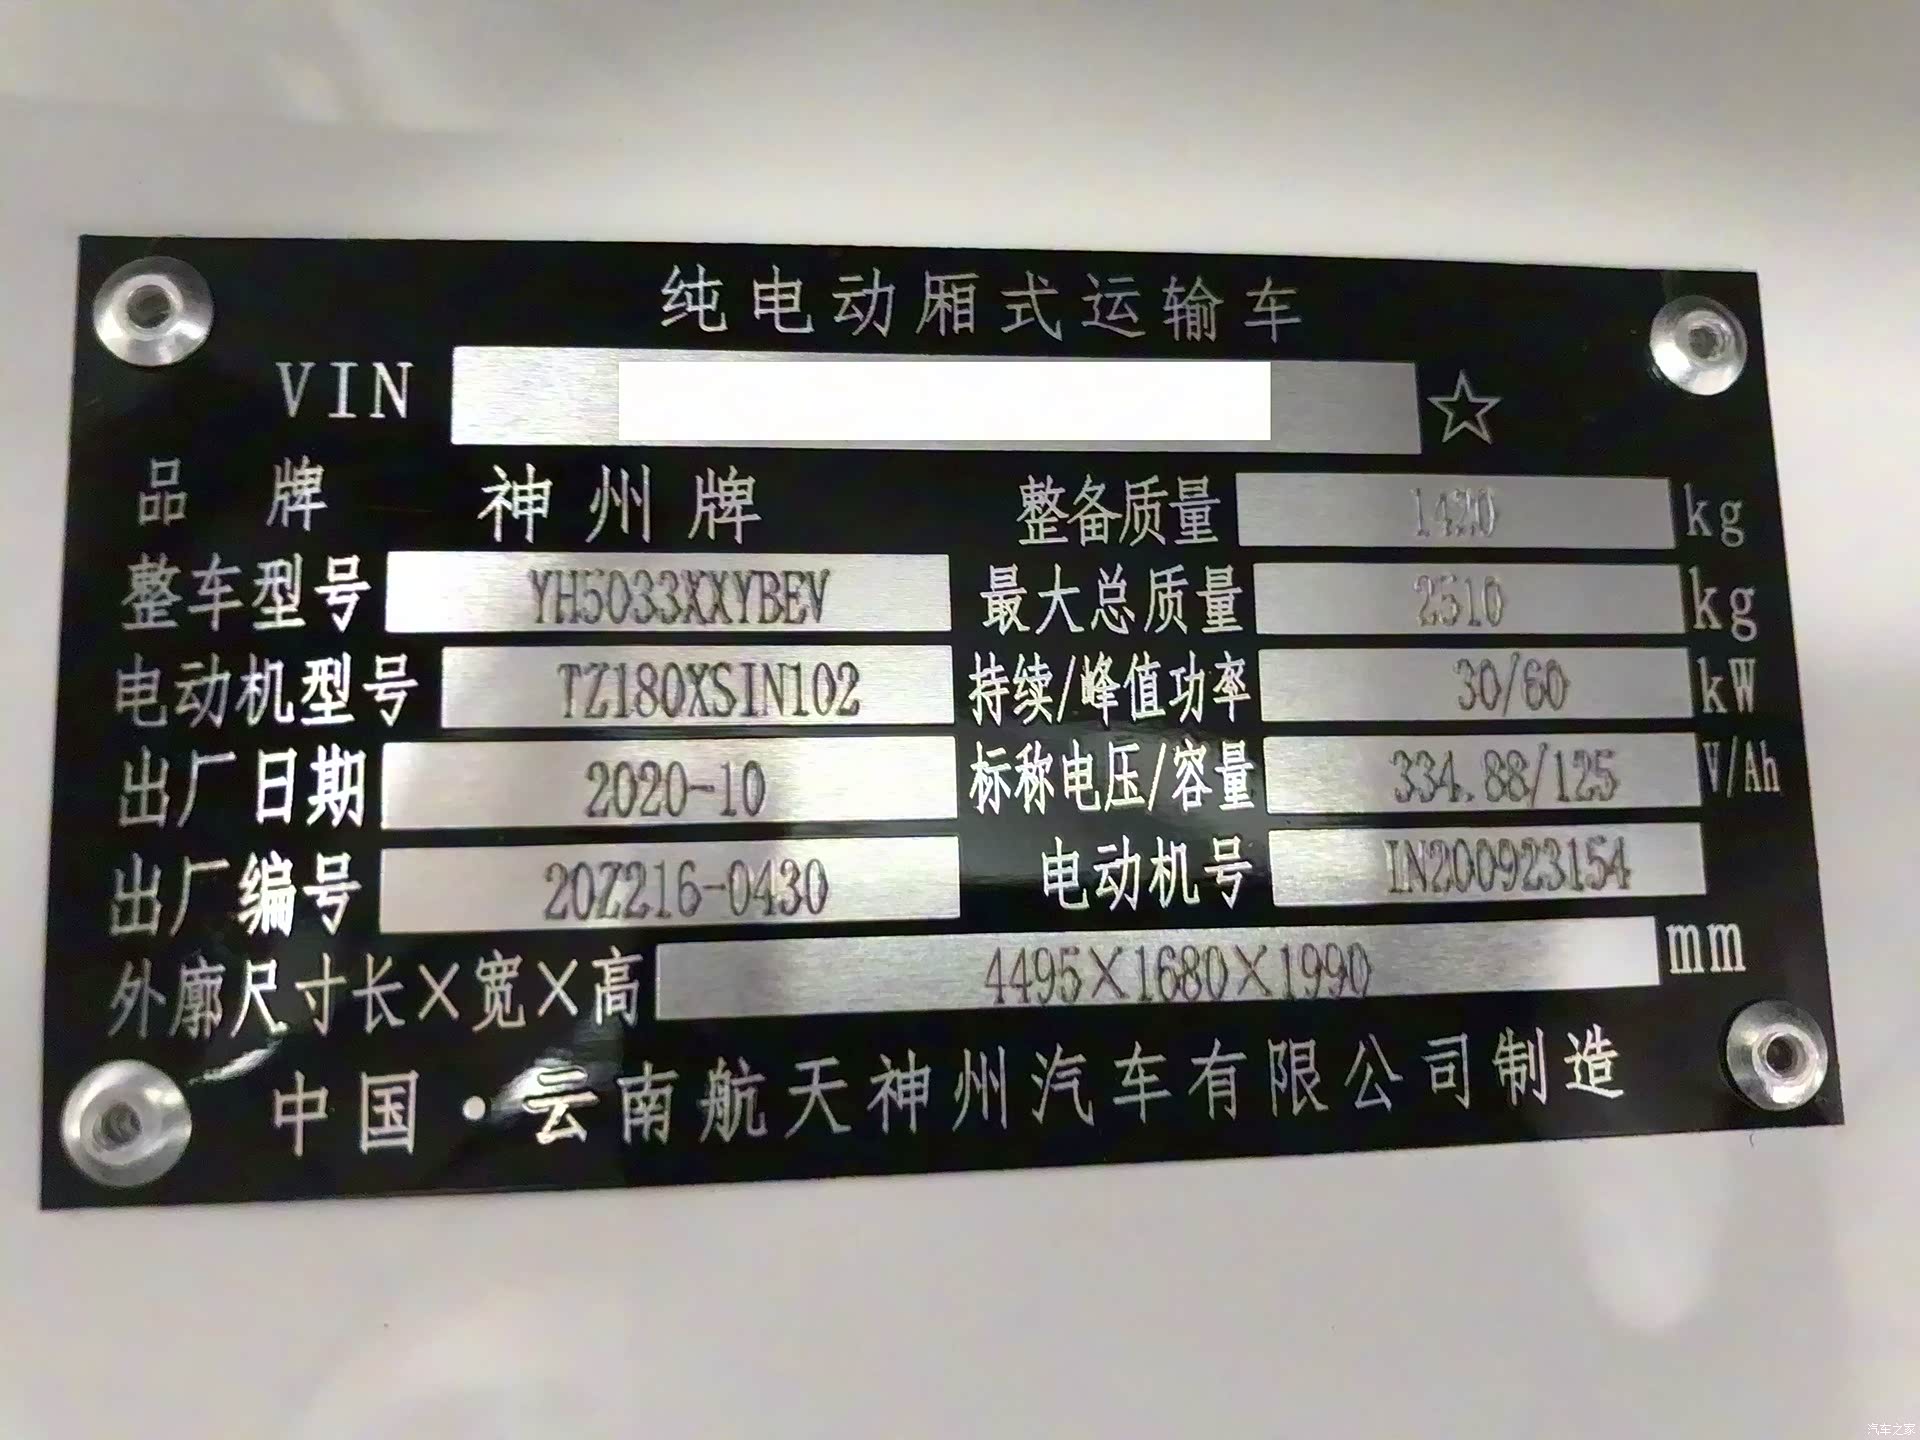 纯电动厢式运输车
VIN ☆
品牌 神州牌 整备质量 1420 kg
整车型号 YH5033XXYBEV 最大总质量 2510 kg
电动机型号 TZ180XSIN102 持续/峰值功率 30/60 kW
出厂日期 2020-10 标称电压/容量 334.88/125 V/Ah
出厂编号 20Z216-0430 电动机号 IN200923154
外廓尺寸长×宽×高 4495×1680×1990 mm
中国·云南航天神州汽车有限公司制造
汽车之家